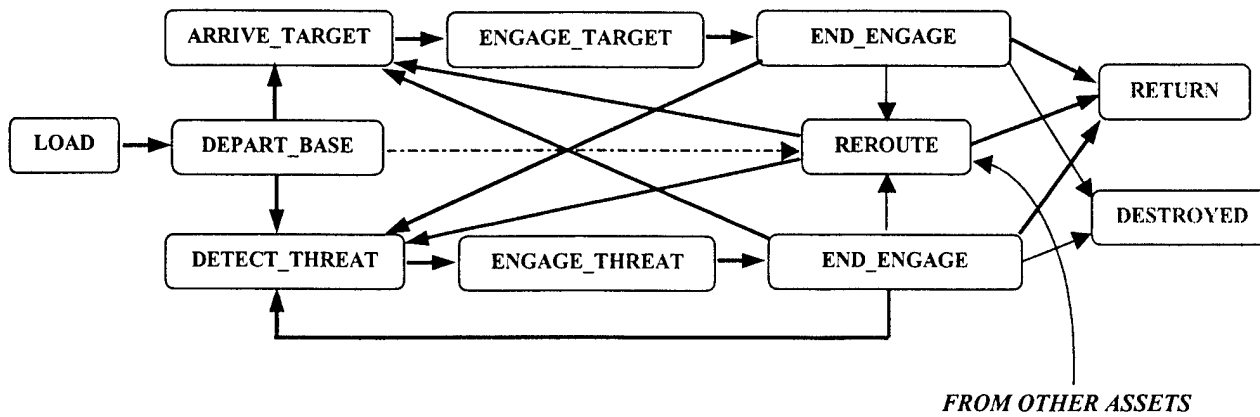 ARRIVE_TARGET
ENGAGE_TARGET
END_ENGAGE
RETURN
LOAD
DEPART_BASE
REROUTE
DESTROYED
DETECT_THREAT
ENGAGE_THREAT
END_ENGAGE
FROM OTHER ASSETS